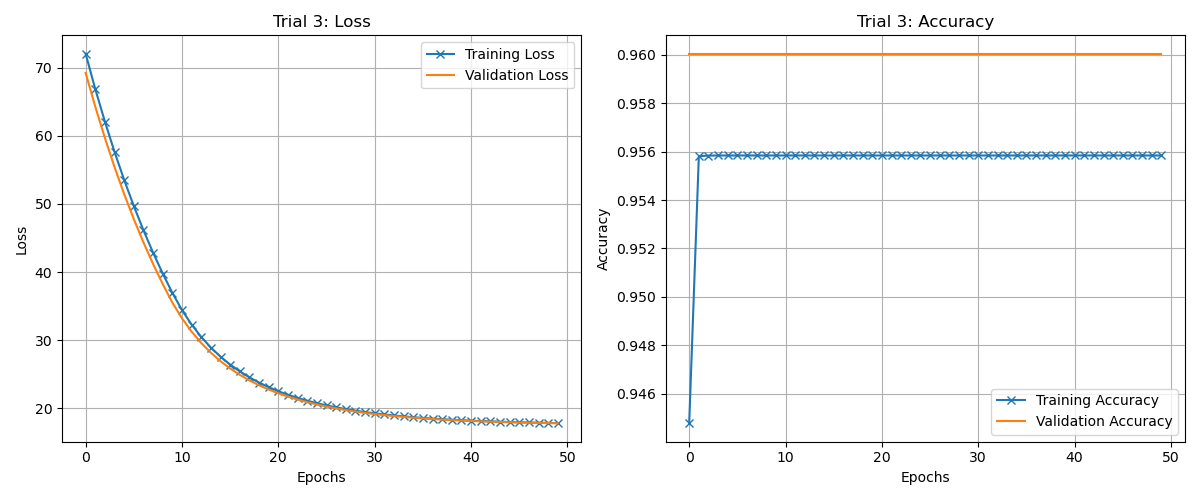 Trial 3: Loss
70
60
50
40
30
20
0 10 20 30 40 50
Loss
Epochs
Training Loss
Validation Loss
Trial 3: Accuracy
0.960
0.958
0.956
0.954
0.952
0.950
0.948
0.946
0 10 20 30 40 50
Accuracy
Epochs
Training Accuracy
Validation Accuracy